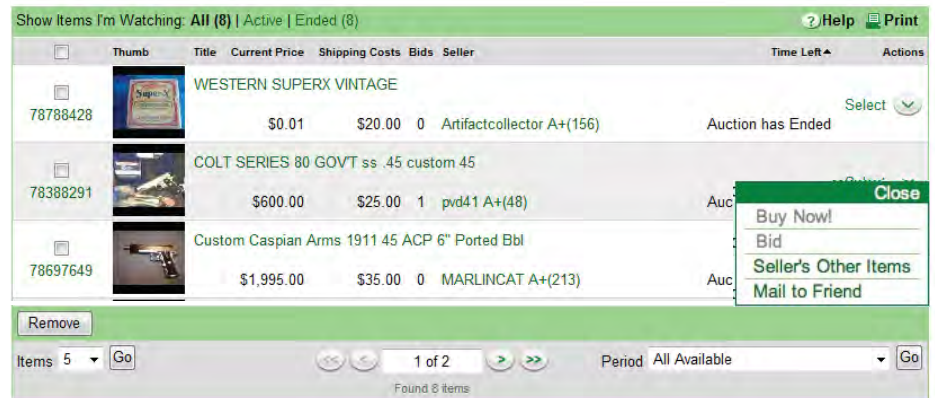 Show Items I'm Watching: All (8) | Active | Ended (8) ?Help Print
Thumb Title Current Price Shipping Costs Bids Seller Time Left Actions
WESTERN SUPERX VINTAGE
Super-X
78788428 Select
$0.01 $20.00 0 Artifactcollector A+(156) Auction has Ended
COLT SERIES 80 GOV'T ss .45 custom 45
78388291 Close
$600.00 $25.00 1 pvd41 A+(48) Auc
Buy Now!
Custom Caspian Arms 1911 45 ACP 6" Ported Bbl Bid
78697649 Seller's Other Items
$1,995.00 $35.00 0 MARLINCAT A+(213) Auc
Mail to Friend
Remove
Items 5 Go << < 1 of 2 > >> Period All Available Go
Found 8 items